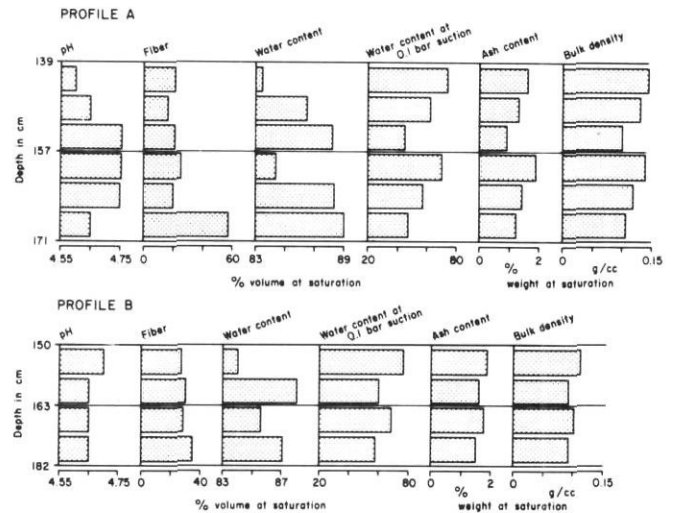 PROFILE A
pH
Fiber
Water content
Water content at
0.1 bar suction
Ash content
Bulk density
139
157
171
Depth in cm
4.55 4.75 0 60 83 89 20 80 0 2 0 0.15
% volume at saturation
% g/cc
weight at saturation
PROFILE B
pH
Fiber
Water content
Water content at
0.1 bar suction
Ash content
Bulk density
150
163
182
Depth in cm
4.55 4.75 0 40 83 87 20 80 0 2 0 0.15
% volume at saturation
% g/cc
weight at saturation